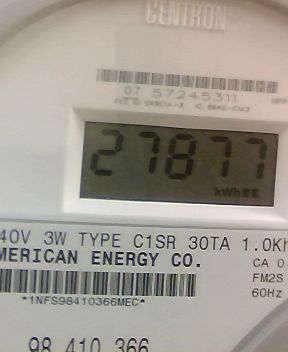 CENTRON®
07 57245311
27877
kWh
40V 3W TYPE C1SR 30TA 1.0Kh
MERICAN ENERGY CO.
CA 0
FM2S
60Hz
*1NFS98410366MEC*
98 410 366